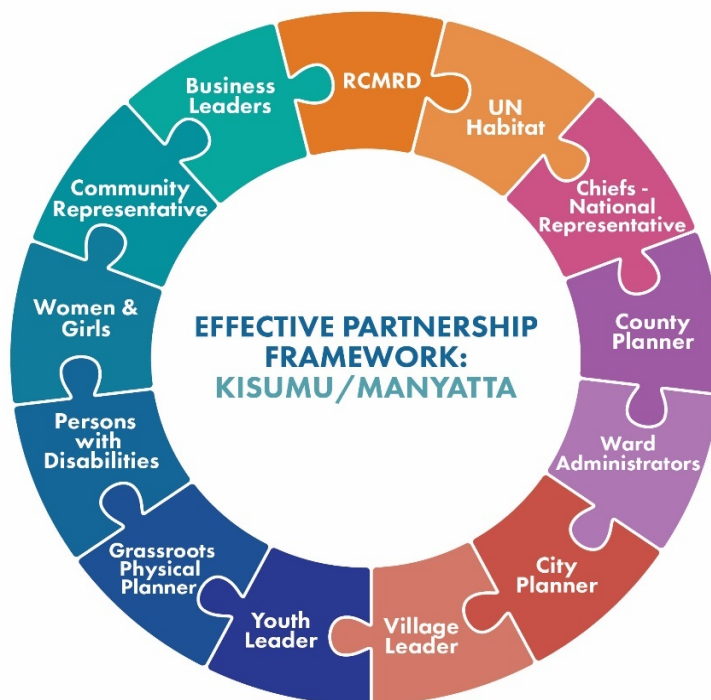 RCMRD
UN
Habitat
Chiefs -
National
Representative
County
Planner
Ward
Administrators
City
Planner
Village
Leader
Youth
Leader
Grassroots
Physical
Planner
Persons
with
Disabilities
Women &
Girls
Community
Representative
Business
Leaders
EFFECTIVE PARTNERSHIP
FRAMEWORK:
KISUMU/MANYATTA